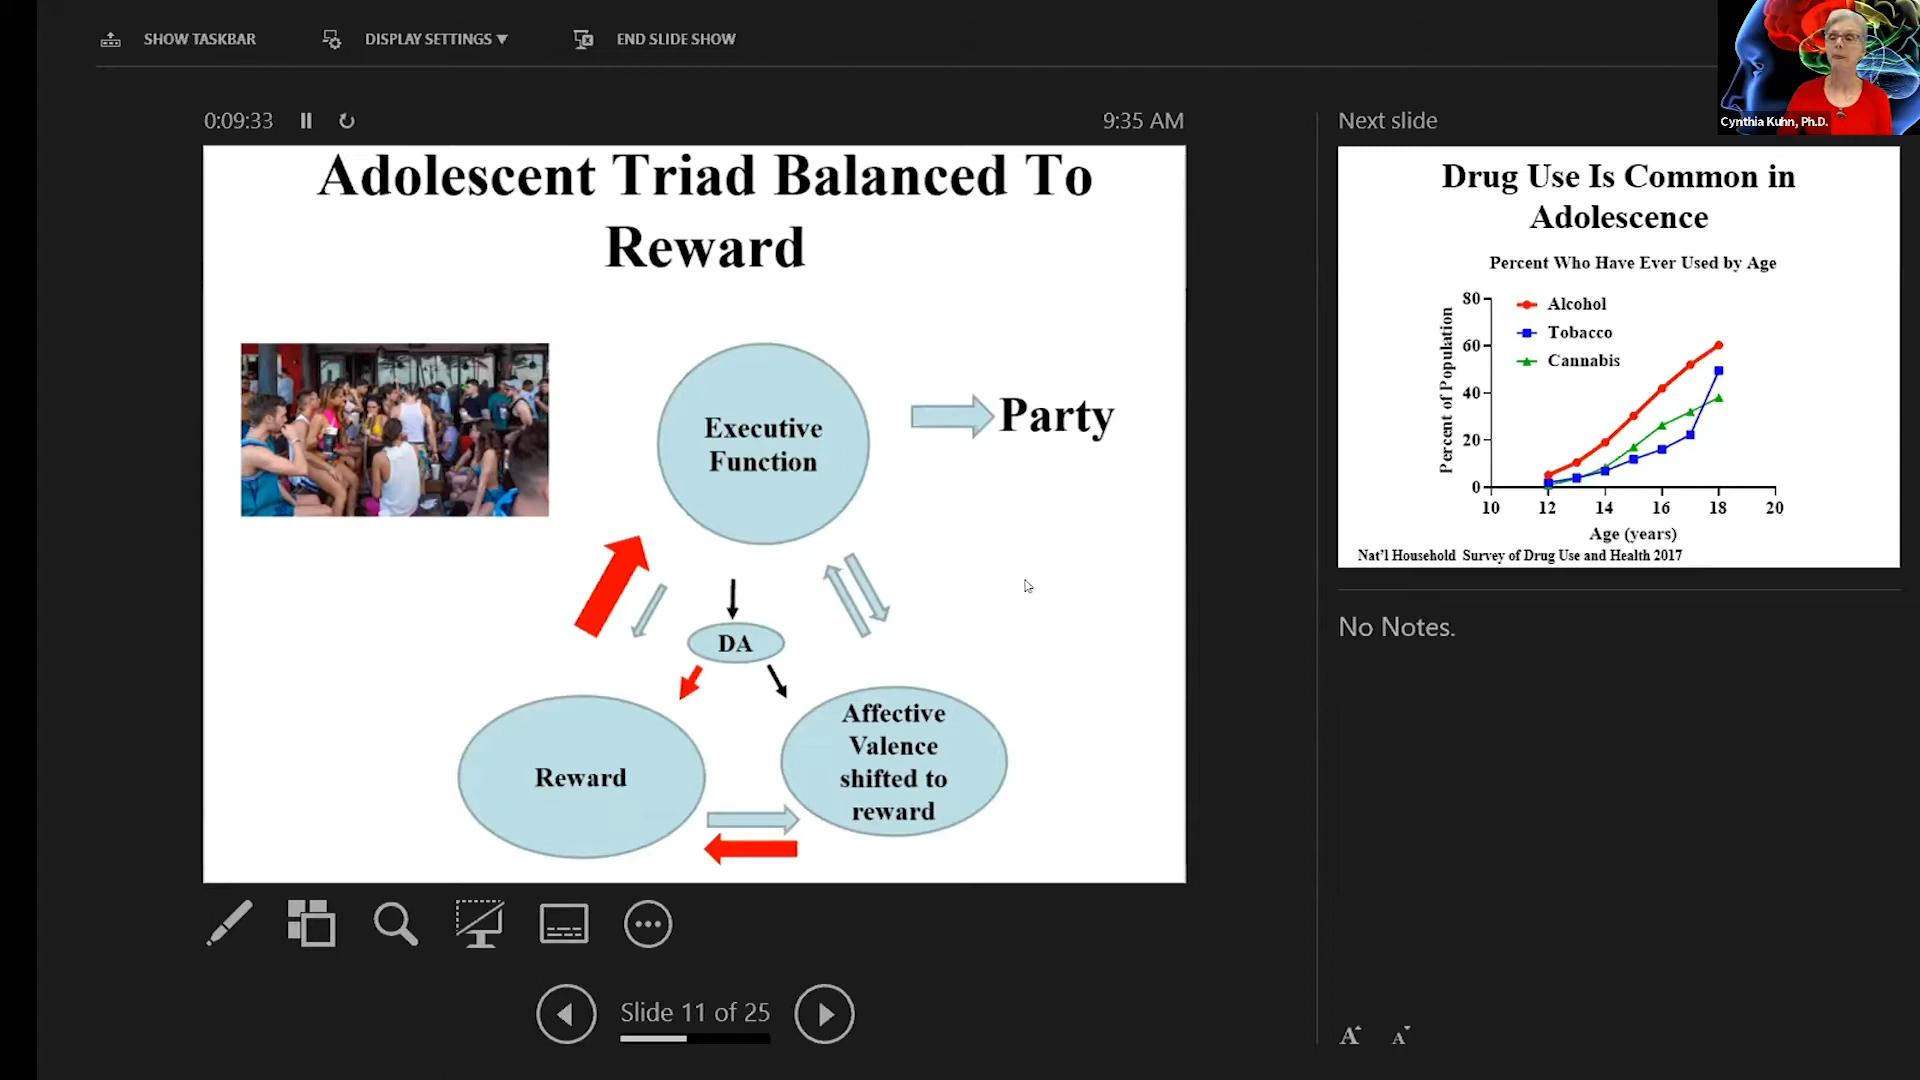 SHOW TASKBAR
DISPLAY SETTINGS ▼
END SLIDE SHOW
Cynthia Kuhn, Ph.D.
0:09:33
9:35 AM
Adolescent Triad Balanced To
Reward
Executive
Function
Party
DA
Reward
Affective
Valence
shifted to
reward
Slide 11 of 25
Next slide
Drug Use Is Common in
Adolescence
Percent Who Have Ever Used by Age
Percent of Population
80
60
40
20
0
Alcohol
Tobacco
Cannabis
10 12 14 16 18 20
Age (years)
Nat'l Household Survey of Drug Use and Health 2017
No Notes.
A A